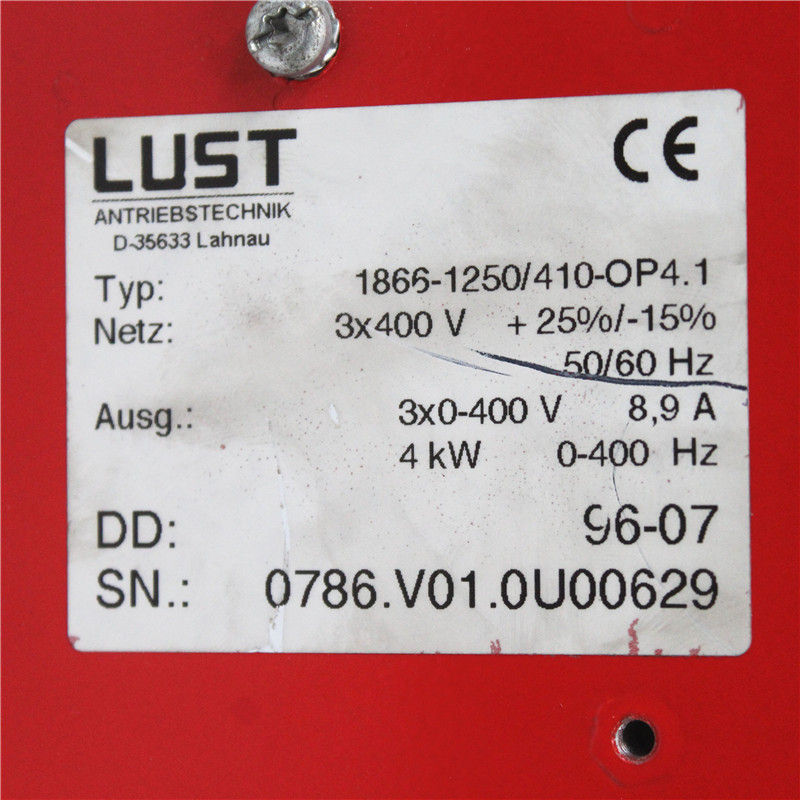 LUST
ANTRIEBSTECHNIK
D-35633 Lahnau
CE
Typ: 1866-1250/410-OP4.1
Netz: 3x400 V + 25%/-15%
50/60 Hz
Ausg.: 3x0-400 V 8,9 A
4 kW 0-400 Hz
DD: 96-07
SN.: 0786.V01.0U00629